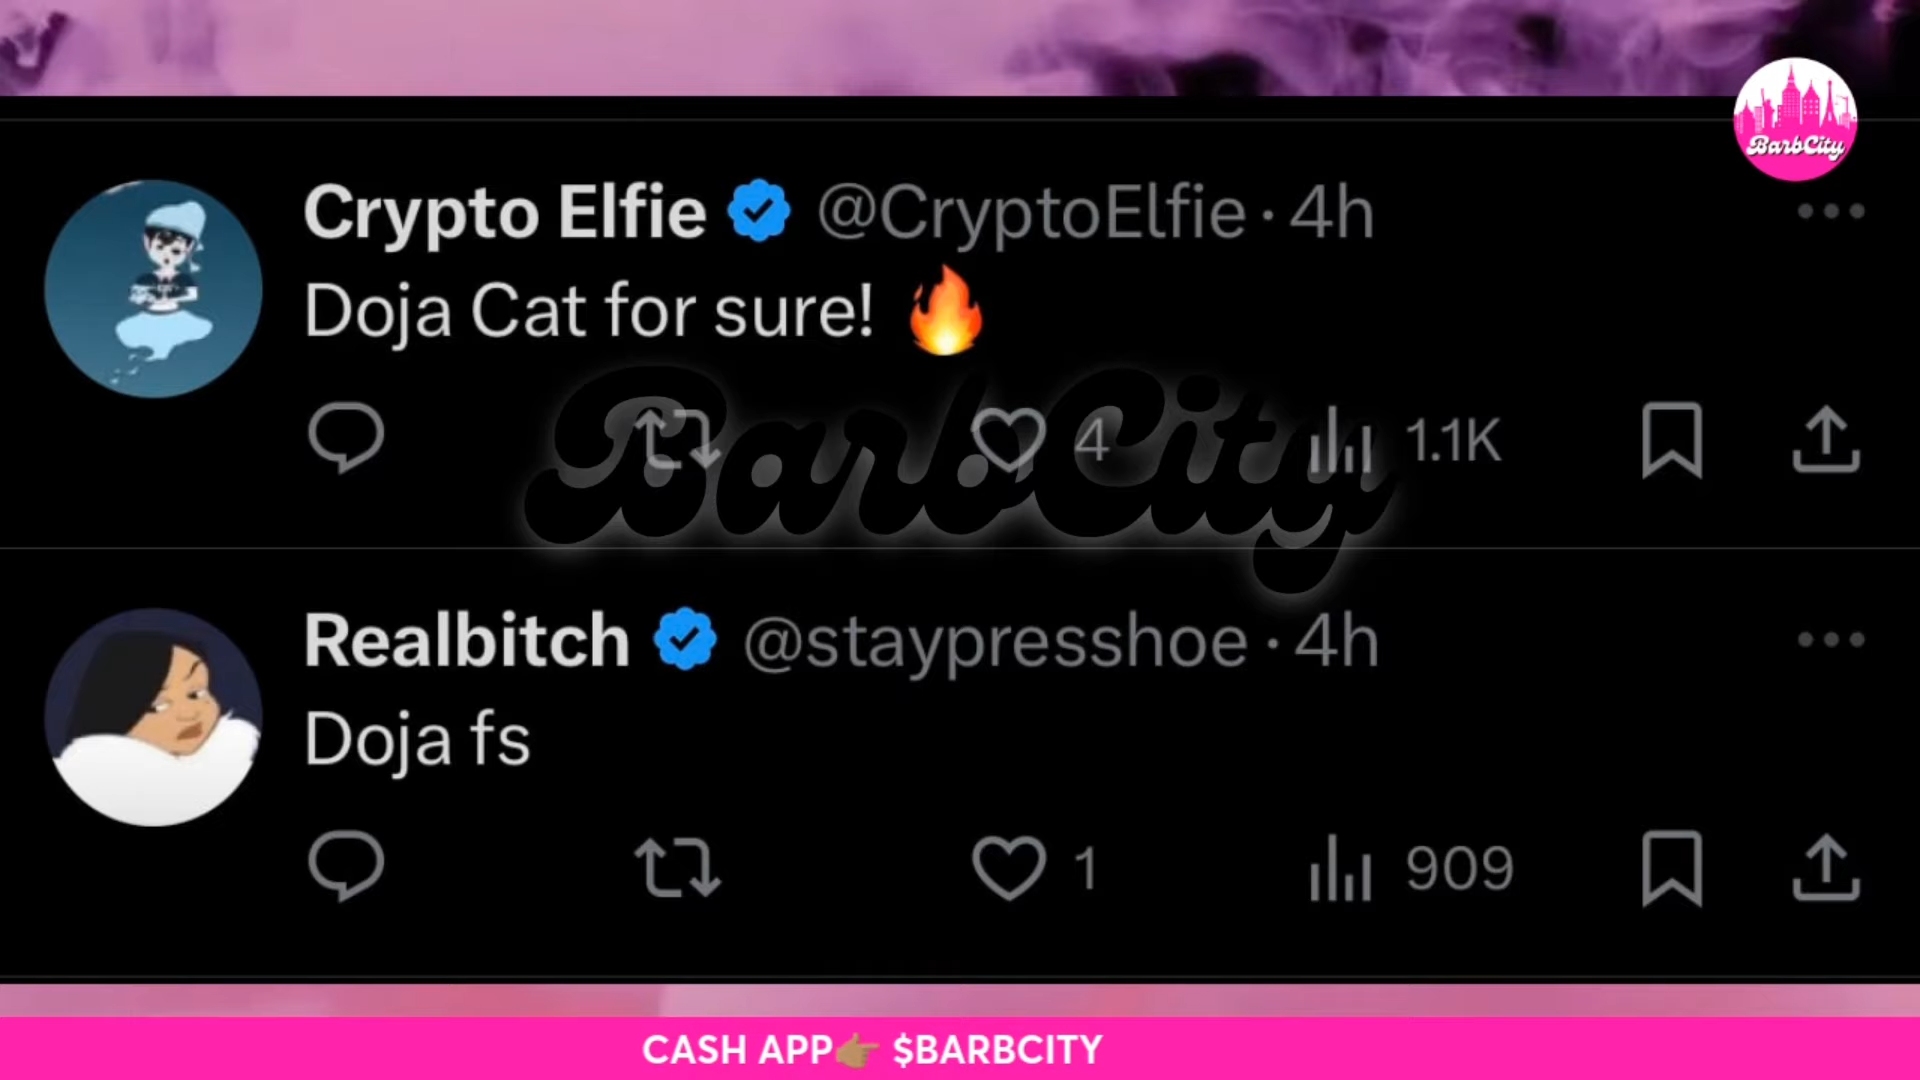 BarbCity
Crypto Elfie @CryptoElfie · 4h
Doja Cat for sure! 🔥
4 1.1K
BarbCity
Realbitch @staypresshoe · 4h
Doja fs
1 909
CASH APP👉🏽 $BARBCITY